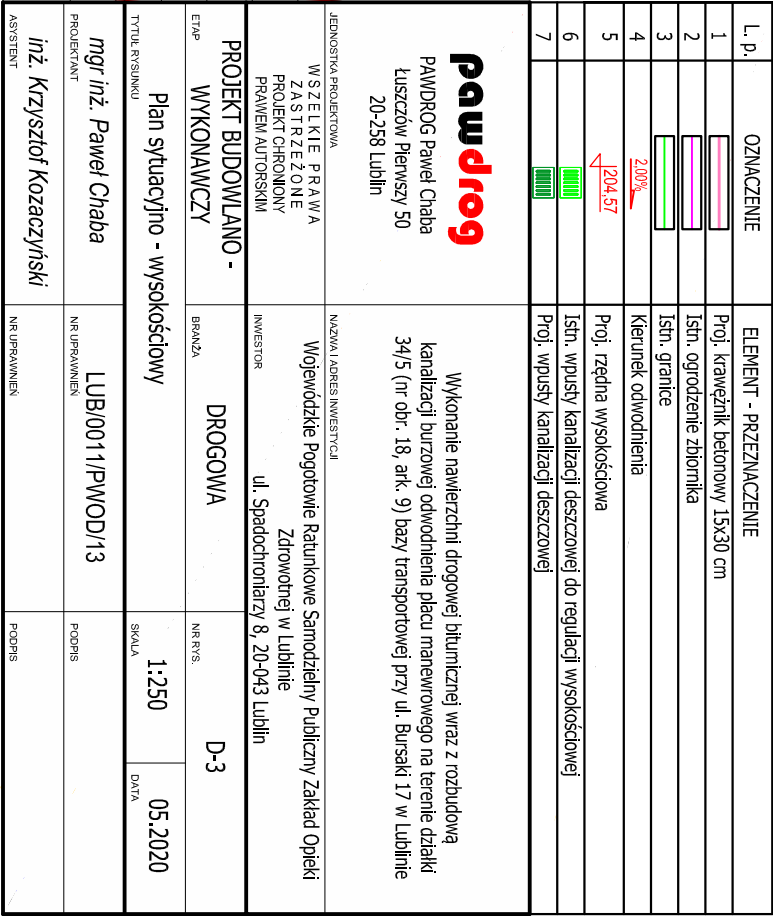 L. p.
OZNACZENIE
ELEMENT - PRZEZNACZENIE
1
Proj. krawężnik betonowy 15x30 cm
2
Istn. ogrodzenie zbiornika
3
Istn. granice
4
2,00%
Kierunek odwodnienia
5
204,57
Proj. rzędna wysokościowa
6
Istn. wpusty kanalizacji deszczowej do regulacji wysokościowej
7
Proj. wpusty kanalizacji deszczowej
pawdrog
PAWDROG Paweł Chaba
Łuszczów Pierwszy 50
20-258 Lublin
JEDNOSTKA PROJEKTOWA
Wykonanie nawierzchni drogowej bitumicznej wraz z rozbudową
kanalizacji burzowej odwodnienia placu manewrowego na terenie działki
34/5 (nr obr. 18, ark. 9) bazy transportowej przy ul. Bursaki 17 w Lublinie
NAZWA I ADRES INWESTYCJI
WSZELKIE PRAWA
ZASTRZEŻONE
PROJEKT CHRONIONY
PRAWEM AUTORSKIM
Wojewódzkie Pogotowie Ratunkowe Samodzielny Publiczny Zakład Opieki
Zdrowotnej w Lublinie
ul. Spadochroniarzy 8, 20-043 Lublin
INWESTOR
PROJEKT BUDOWLANO -
WYKONAWCZY
ETAP
DROGOWA
BRANŻA
D-3
NR RYS.
Plan sytuacyjno - wysokościowy
TYTUŁ RYSUNKU
1:250
SKALA
05.2020
DATA
mgr inż. Paweł Chaba
PROJEKTANT
LUB/0011/PWOD/13
NR UPRAWNIEŃ
PODPIS
inż. Krzysztof Kozaczyński
ASYSTENT
NR UPRAWNIEŃ
PODPIS